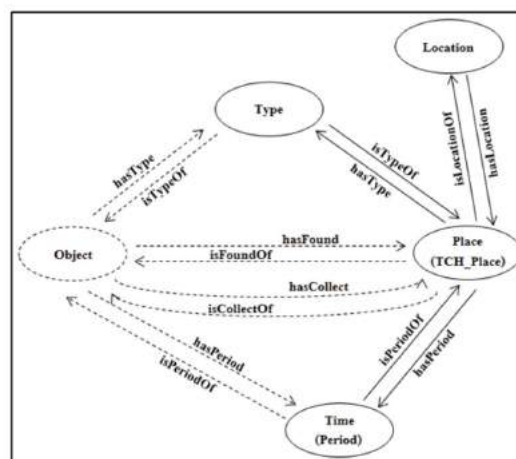 Location
Type
isTypeOf
hasType
isLocationOf
hasLocation
hasType
isTypeOf
Object
hasFound
isFoundOf
Place
(TCH_Place)
hasCollect
isCollectOf
hasPeriod
isPeriodOf
isPeriodOf
hasPeriod
Time
(Period)